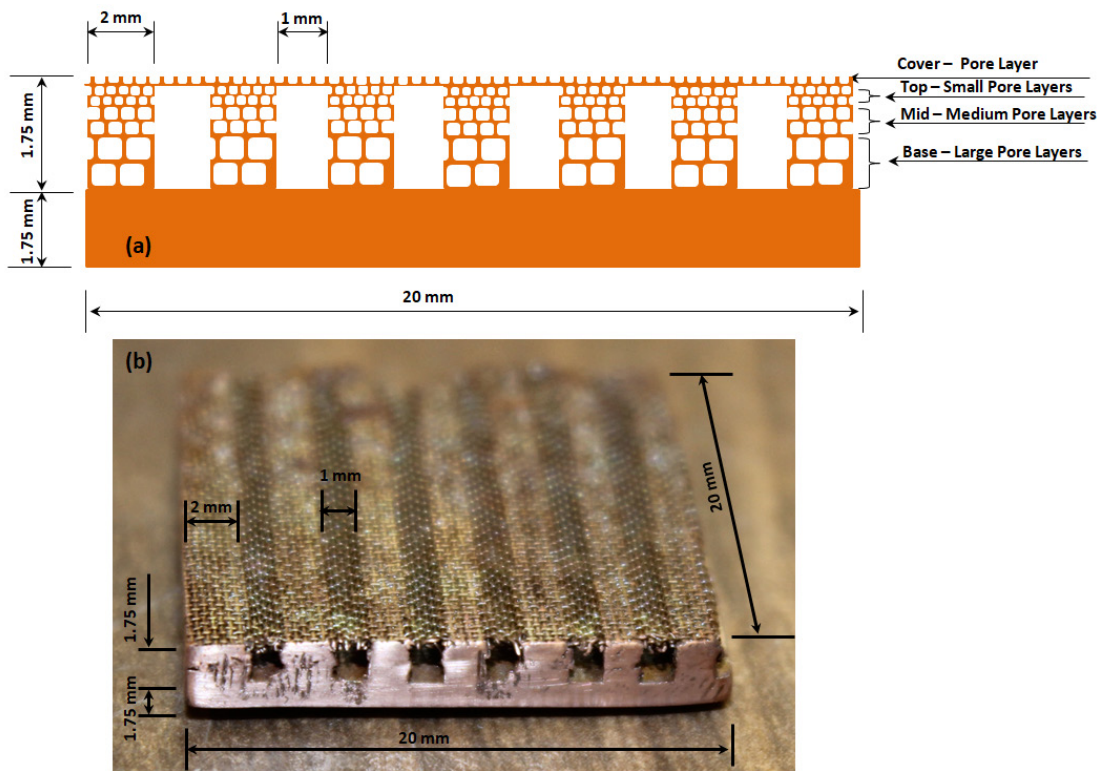 2 mm
1 mm
Cover – Pore Layer
Top – Small Pore Layers
Mid – Medium Pore Layers
Base – Large Pore Layers
1.75 mm
1.75 mm
(a)
20 mm
(b)
1 mm
2 mm
20 mm
1.75 mm
1.75 mm
20 mm